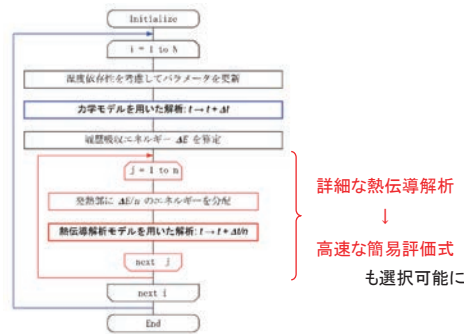 Initialize
i = 1 to N
温度依存性を考慮してパラメータを更新
力学モデルを用いた解析: t → t + Δt
履歴吸収エネルギー ΔE を算定
j = 1 to n
発熱部に ΔE/n のエネルギーを分配
熱伝導解析モデルを用いた解析: t → t + Δt/n
next j
next i
End
詳細な熱伝導解析
↓
高速な簡易評価式
も選択可能に